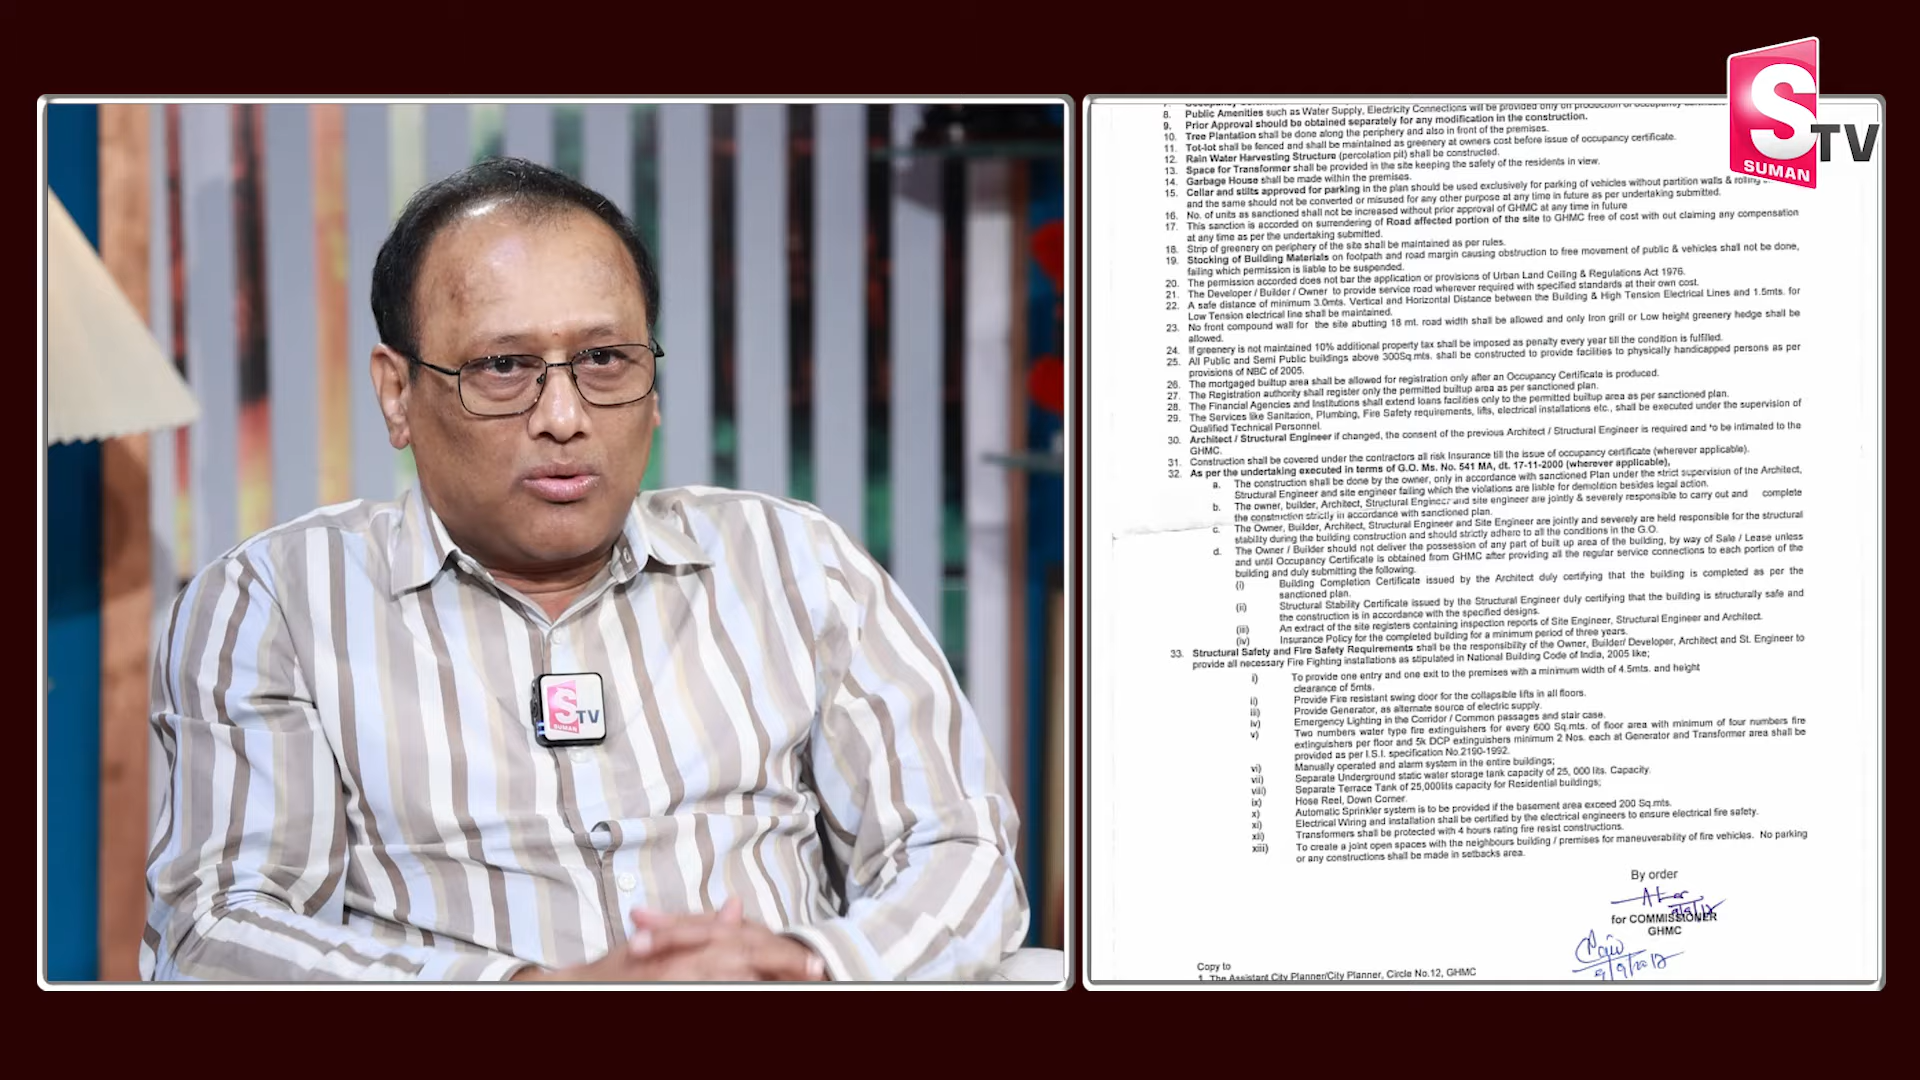 8. Public Amenities such as Water Supply, Electricity Connections will be provided only on production of occupancy
9. Prior Approval should be obtained separately for any modification in the construction.
10. Tree Plantation shall be done along the periphery and also in front of the premises.
11. Tot-lot shall be fenced and shall be maintained as greenery at owners cost before issue of occupancy certificate.
12. Rain Water Harvesting Structure (percolation pit) shall be constructed.
13. Space for Transformer shall be provided in the site keeping the safety of the residents in view.
14. Garbage House shall be made within the premises.
15. Cellar and stilts approved for parking in the plan should be used exclusively for parking of vehicles without partition walls &
and the same should not be converted or misused for any other purpose at any time in future as per undertaking submitted.
16. No. of units as sanctioned shall not be increased without prior approval of GHMC at any time in future
17. This sanction is accorded on surrendering of Road affected portion of the site to GHMC free of cost with out claiming any compensation
at any time as per the undertaking submitted.
18. Strip of greenery on periphery of the site shall be maintained as per rules.
19. Stocking of Building Materials on footpath and road margin causing obstruction to free movement of public & vehicles shall not be done,
failing which permission is liable to be suspended.
20. The permission accorded does not bar the application or provisions of Urban Land Ceiling & Regulations Act 1976.
21. The Developer / Builder / Owner to provide service road wherever required with specified standards at their own cost.
22. A safe distance of minimum 3.0mts. Vertical and Horizontal Distance between the Building & High Tension Electrical Lines and 1.5mts. for
Low Tension electrical line shall be maintained.
23. No front compound wall for the site abutting 18 mt. road width shall be allowed and only Iron grill or Low height greenery hedge shall be
allowed.
24. If greenery is not maintained 10% additional property tax shall be imposed as penalty every year till the condition is fulfilled.
25. All Public and Semi Public buildings above 300Sq.mts. shall be constructed to provide facilities to physically handicapped persons as per
provisions of NBC of 2005.
26. The mortgaged builtup area shall be allowed for registration only after an Occupancy Certificate is produced.
27. The Registration authority shall register only the permitted builtup area as per sanctioned plan.
28. The Financial Agencies and Institutions shall extend loans facilities only to the permitted builtup area as per sanctioned plan.
29. The Services like Sanitation, Plumbing, Fire Safety requirements, lifts, electrical installations etc., shall be executed under the supervision of
Qualified Technical Personnel.
30. Architect / Structural Engineer if changed, the consent of the previous Architect / Structural Engineer is required and *o be intimated to the
GHMC.
31. Construction shall be covered under the contractors all risk Insurance till the issue of occupancy certificate (wherever applicable).
32. As per the undertaking executed in terms of G.O. Ms. No. 541 MA, dt. 17-11-2000 (wherever applicable),
a. The construction shall be done by the owner, only in accordance with sanctioned Plan under the strict supervision of the Architect,
Structural Engineer and site engineer failing which the violations are liable for demolition besides legal action.
b. The owner, builder, Architect, Structural Engineer and site engineer are jointly & severely responsible to carry out and complete
the construction strictly in accordance with sanctioned plan.
c. The Owner, Builder, Architect, Structural Engineer and Site Engineer are jointly and severely are held responsible for the structural
stability during the building construction and should strictly adhere to all the conditions in the G.O.
d. The Owner / Builder should not deliver the possession of any part of built up area of the building, by way of Sale / Lease unless
and until Occupancy Certificate is obtained from GHMC after providing all the regular service connections to each portion of the
building and duly submitting the following.
(i) Building Completion Certificate issued by the Architect duly certifying that the building is completed as per the
sanctioned plan.
(ii) Structural Stability Certificate issued by the Structural Engineer duly certifying that the building is structurally safe and
the construction is in accordance with the specified designs.
(iii) An extract of the site registers containing inspection reports of Site Engineer, Structural Engineer and Architect.
(iv) Insurance Policy for the completed building for a minimum period of three years.
33. Structural Safety and Fire Safety Requirements shall be the responsibility of the Owner, Builder/ Developer, Architect and St. Engineer to
provide all necessary Fire Fighting installations as stipulated in National Building Code of India, 2005 like;
i) To provide one entry and one exit to the premises with a minimum width of 4.5mts. and height
clearance of 5mts.
ii) Provide Fire resistant swing door for the collapsible lifts in all floors.
iii) Provide Generator, as alternate source of electric supply.
iv) Emergency Lighting in the Corridor / Common passages and stair case.
v) Two numbers water type fire extinguishers for every 600 Sq.mts. of floor area with minimum of four numbers fire
extinguishers per floor and 5k DCP extinguishers minimum 2 Nos. each at Generator and Transformer area shall be
provided as per I.S.I. specification No.2190-1992.
vi) Manually operated and alarm system in the entire buildings;
vii) Separate Underground static water storage tank capacity of 25, 000 lits. Capacity.
viii) Separate Terrace Tank of 25,000lits capacity for Residential buildings;
ix) Hose Reel, Down Corner.
x) Automatic Sprinkler system is to be provided if the basement area exceed 200 Sq.mts.
xi) Electrical Wiring and installation shall be certified by the electrical engineers to ensure electrical fire safety.
xii) Transformers shall be protected with 4 hours rating fire resist constructions.
xiii) To create a joint open spaces with the neighbours building / premises for maneuverability of fire vehicles. No parking
or any constructions shall be made in setbacks area.
By order
for COMMISSIONER
GHMC
Copy to
1. The Assistant City Planner/City Planner, Circle No.12, GHMC
S TV
SUMAN
S TV
SUMAN